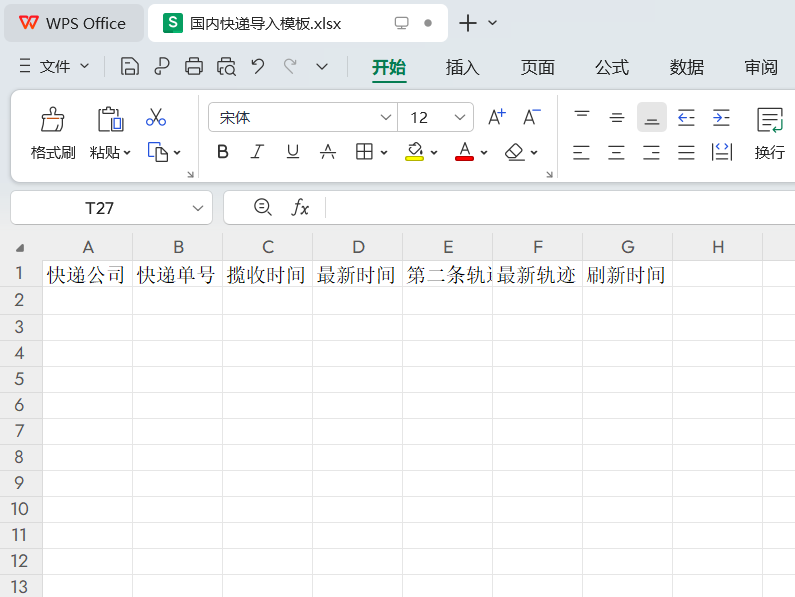 WPS Office S 国内快递导入模板.xlsx
文件 开始 插入 页面 公式 数据 审阅
宋体 12 A+ A-
格式刷 粘贴 B I U A A 换行
T27 fx
A B C D E F G H
1 快递公司 快递单号 揽收时间 最新时间 第二条轨 最新轨迹 刷新时间
2
3
4
5
6
7
8
9
10
11
12
13